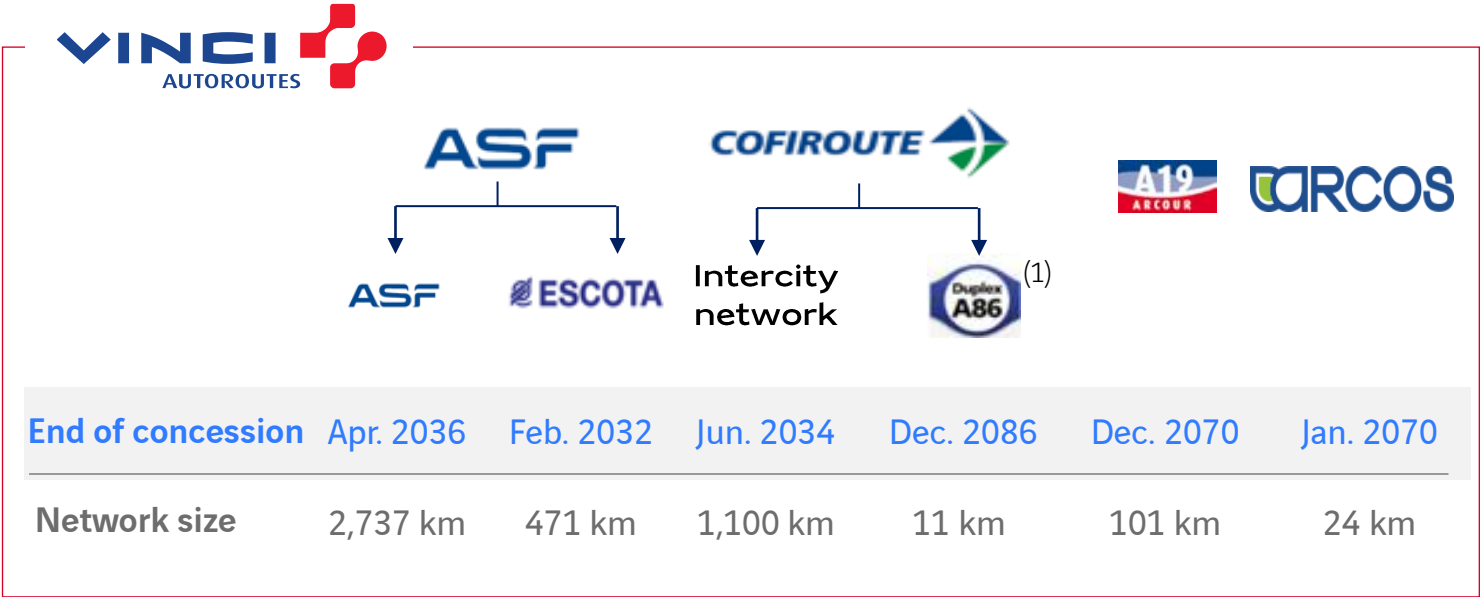 VINCI
AUTOROUTES
ASF
COFIROUTE
A19
ARCOUR
ARCOS
ASF
ESCOTA
Intercity
network
Duplex
A86
(1)
End of concession Apr. 2036 Feb. 2032 Jun. 2034 Dec. 2086 Dec. 2070 Jan. 2070
Network size 2,737 km 471 km 1,100 km 11 km 101 km 24 km